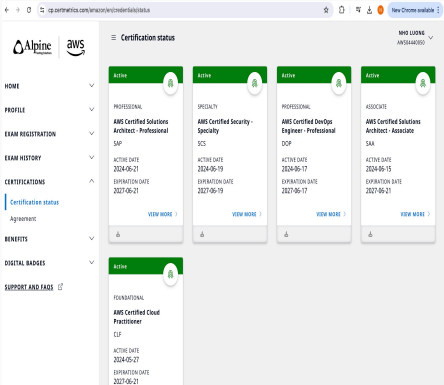 cp.certmetrics.com/amazon/en/credentials/status
New Chrome available
Alpine
aws
Certification status
NHO LUONG
AWS04440050
HOME
PROFILE
EXAM REGISTRATION
EXAM HISTORY
CERTIFICATIONS
Certification status
Agreement
BENEFITS
DIGITAL BADGES
SUPPORT AND FAQS
Active
PROFESSIONAL
AWS Certified Solutions
Architect - Professional
SAP
ACTIVE DATE
2024-06-21
EXPIRATION DATE
2027-06-21
VIEW MORE
Active
SPECIALTY
AWS Certified Security -
Specialty
SCS
ACTIVE DATE
2024-06-19
EXPIRATION DATE
2027-06-19
VIEW MORE
Active
PROFESSIONAL
AWS Certified DevOps
Engineer - Professional
DOP
ACTIVE DATE
2024-06-17
EXPIRATION DATE
2027-06-17
VIEW MORE
Active
ASSOCIATE
AWS Certified Solutions
Architect - Associate
SAA
ACTIVE DATE
2024-06-15
EXPIRATION DATE
2027-06-21
VIEW MORE
Active
FOUNDATIONAL
AWS Certified Cloud
Practitioner
CLF
ACTIVE DATE
2024-05-27
EXPIRATION DATE
2027-06-21